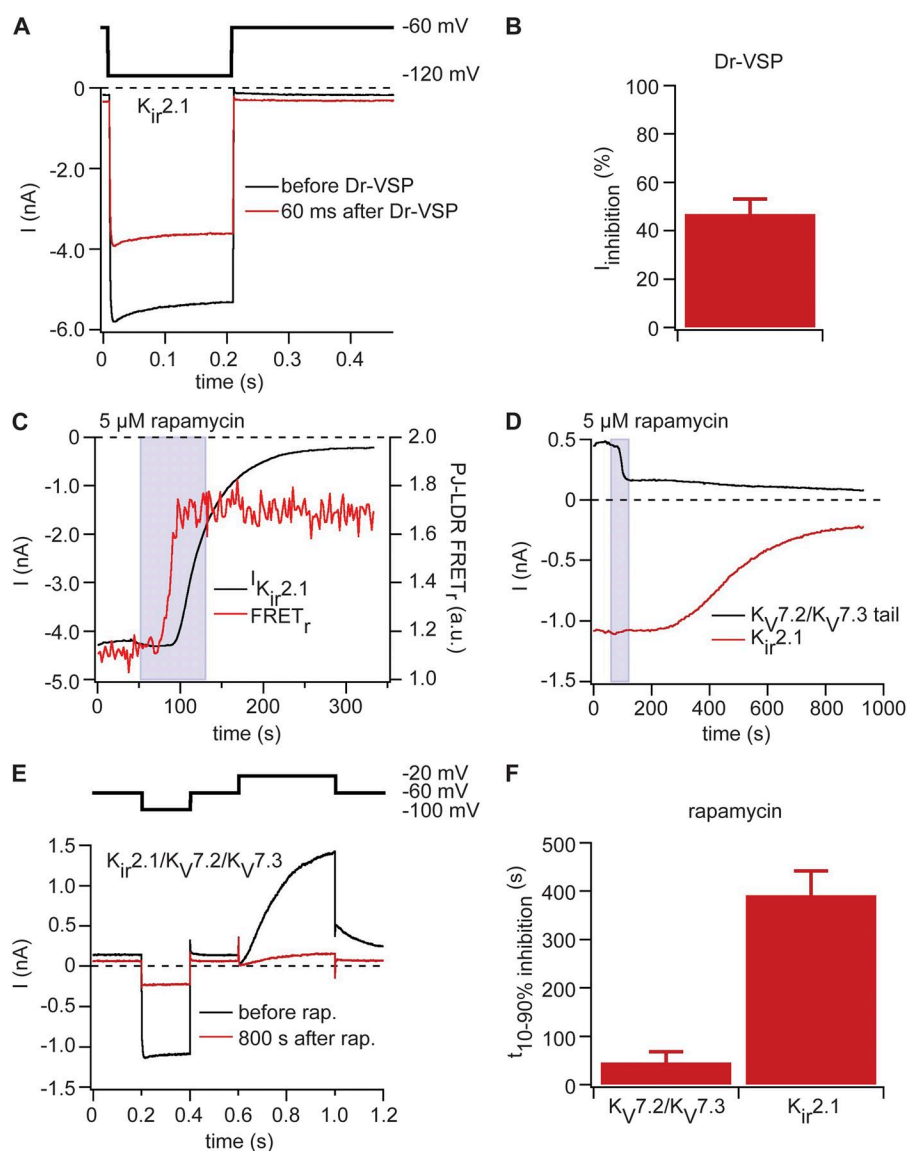 A
-60 mV
-120 mV
0
-2.0
-4.0
-6.0
I (nA)
Kir2.1
before Dr-VSP
60 ms after Dr-VSP
0 0.1 0.2 0.3 0.4
time (s)
B
Dr-VSP
100
80
60
40
20
0
Iinhibition (%)
C
5 µM rapamycin
0
-1.0
-2.0
-3.0
-4.0
-5.0
I (nA)
IKir2.1
FRETr
2.0
1.8
1.6
1.4
1.2
1.0
PJ-LDR FRETr (a.u.)
0 100 200 300
time (s)
D
5 µM rapamycin
0.5
0
-0.5
-1.0
-1.5
I (nA)
KV7.2/KV7.3 tail
Kir2.1
0 200 400 600 800 1000
time (s)
E
-20 mV
-60 mV
-100 mV
1.5
1.0
0.5
0
-0.5
-1.0
-1.5
I (nA)
Kir2.1/KV7.2/KV7.3
before rap.
800 s after rap.
0 0.2 0.4 0.6 0.8 1.0 1.2
time (s)
F
rapamycin
500
400
300
200
100
0
t10-90% inhibition (s)
KV7.2/KV7.3 Kir2.1